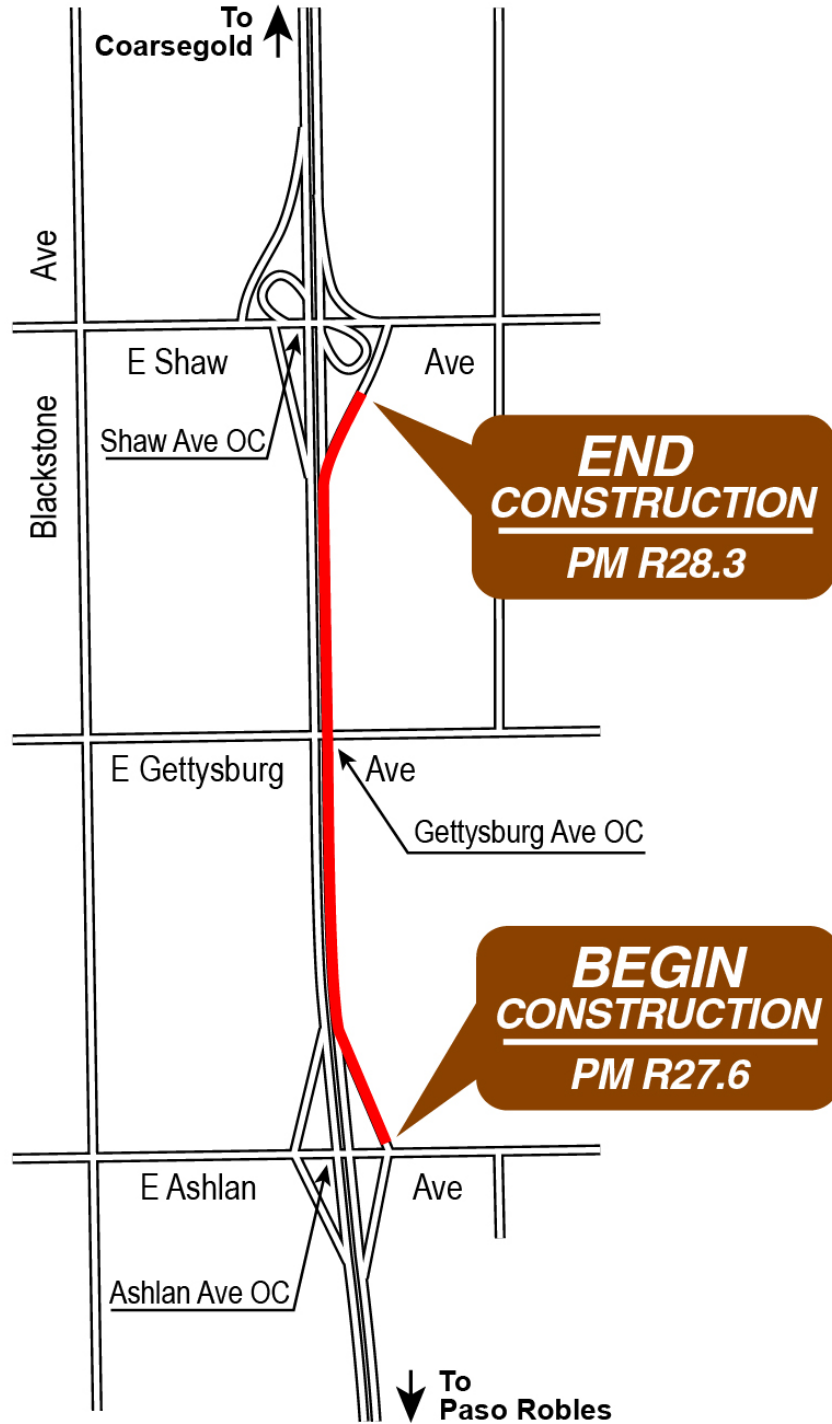 To
Coarsegold
Ave
E Shaw
Ave
Shaw Ave OC
Blackstone
END
CONSTRUCTION
PM R28.3
E Gettysburg
Ave
Gettysburg Ave OC
BEGIN
CONSTRUCTION
PM R27.6
E Ashlan
Ave
Ashlan Ave OC
To
Paso Robles